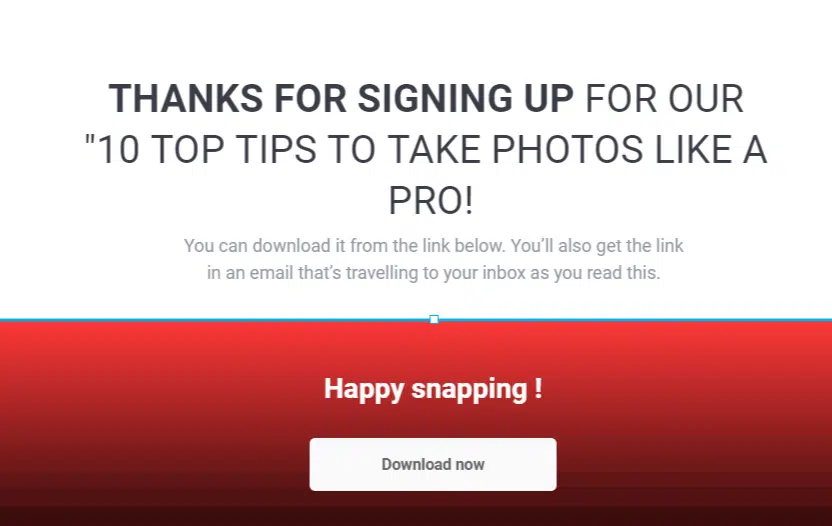 THANKS FOR SIGNING UP FOR OUR
"10 TOP TIPS TO TAKE PHOTOS LIKE A
PRO!
You can download it from the link below. You’ll also get the link
in an email that’s travelling to your inbox as you read this.
Happy snapping !
Download now